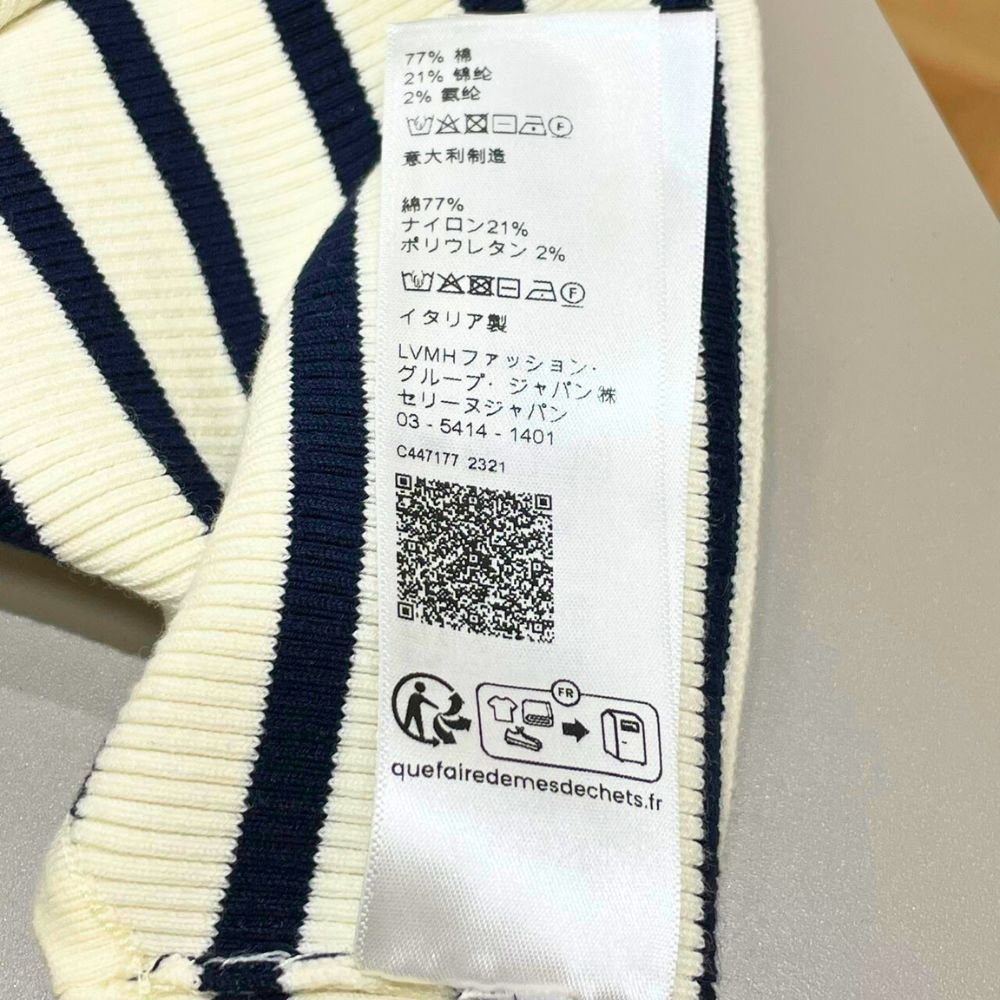 77% 棉
21% 锦纶
2% 氨纶
F
意大利制造
綿77%
ナイロン21%
ポリウレタン 2%
F
イタリア製
LVMHファッション・
グループ・ジャパン㈱
セリーヌジャパン
03 - 5414 - 1401
C447177 2321
FR
quefairedemesdechets.fr